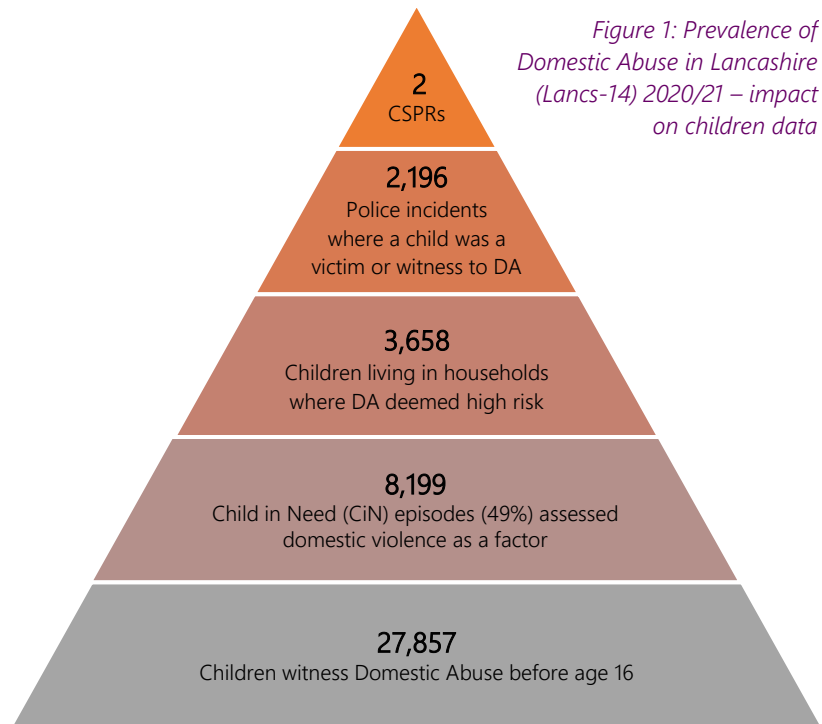 Figure 1: Prevalence of
Domestic Abuse in Lancashire
(Lancs-14) 2020/21 – impact
on children data
2
CSPRs
2,196
Police incidents
where a child was a
victim or witness to DA
3,658
Children living in households
where DA deemed high risk
8,199
Child in Need (CiN) episodes (49%) assessed
domestic violence as a factor
27,857
Children witness Domestic Abuse before age 16